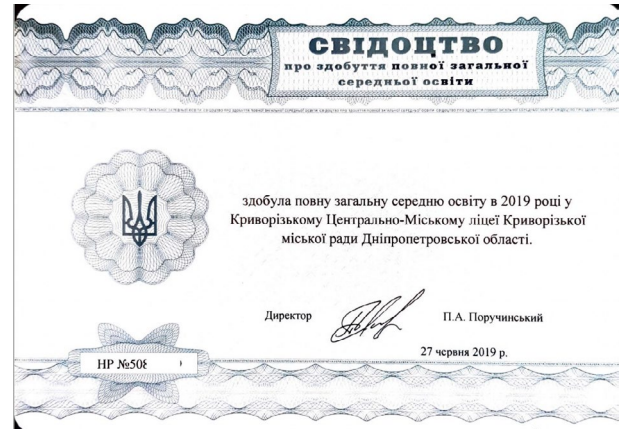 СВІДОЦТВО
про здобуття повної загальної
середньої освіти
здобула повну загальну середню освіту в 2019 році у
Криворізькому Центрально-Міському ліцеї Криворізької
міської ради Дніпропетровської області.
Директор П.А. Поручинський
27 червня 2019 р.
НР №508